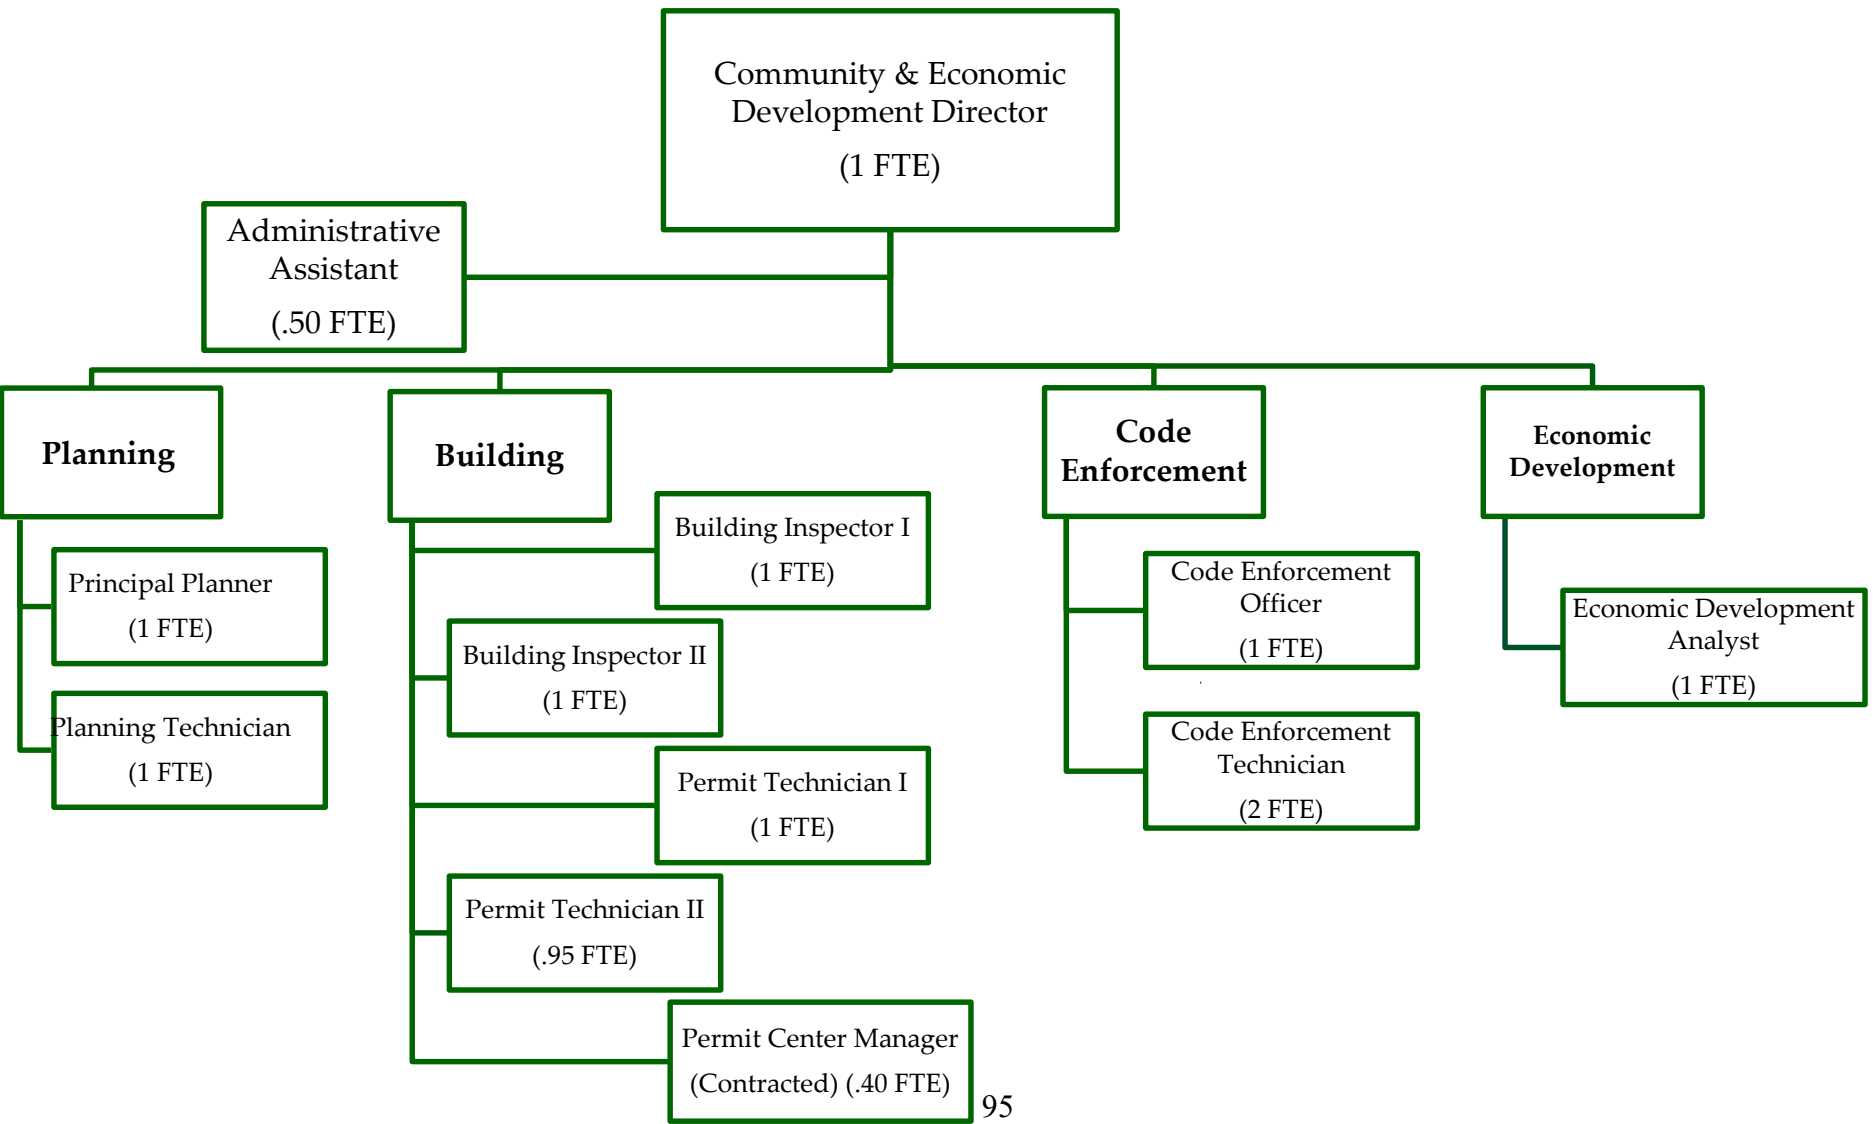 Community & Economic
Development Director
(1 FTE)
Administrative
Assistant
(.50 FTE)
Planning
Principal Planner
(1 FTE)
Planning Technician
(1 FTE)
Building
Building Inspector I
(1 FTE)
Building Inspector II
(1 FTE)
Permit Technician I
(1 FTE)
Permit Technician II
(.95 FTE)
Permit Center Manager
(Contracted) (.40 FTE)
Code
Enforcement
Code Enforcement
Officer
(1 FTE)
Code Enforcement
Technician
(2 FTE)
Economic
Development
Economic Development
Analyst
(1 FTE)
95